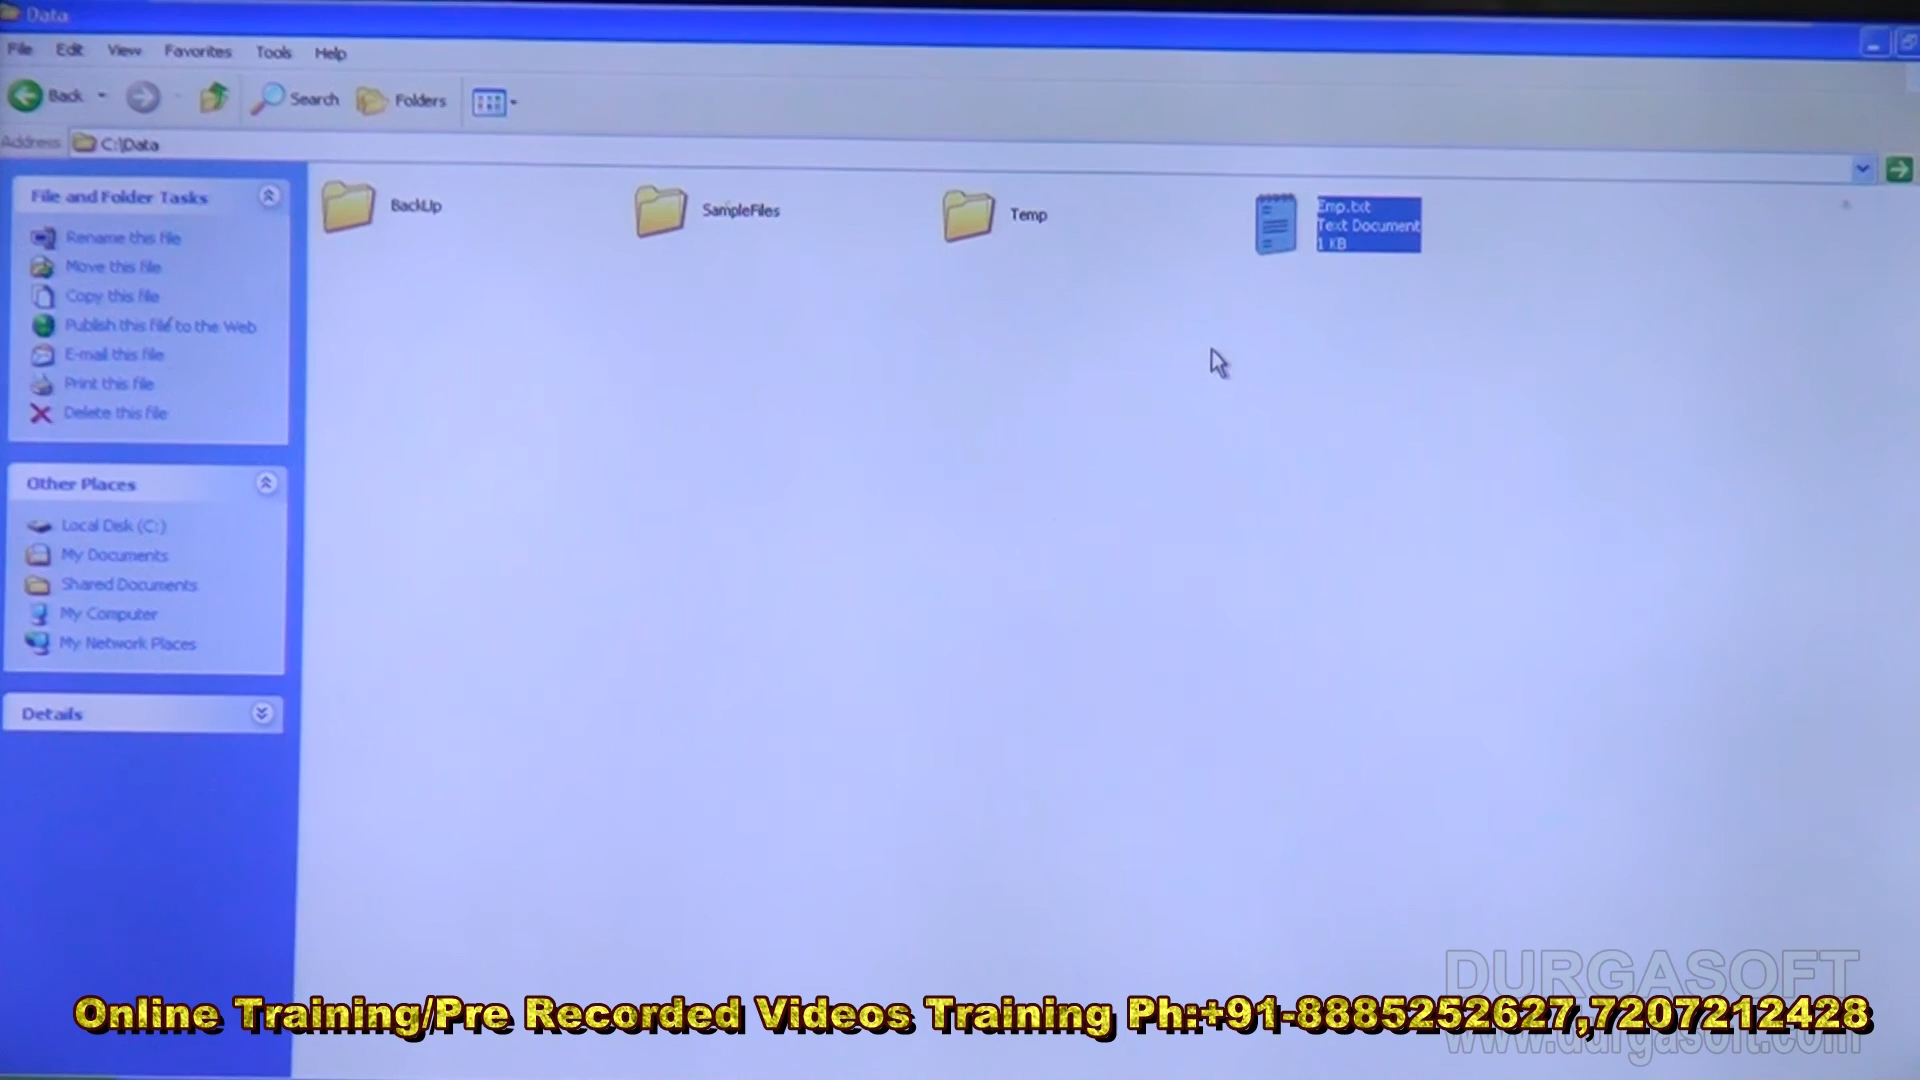 Data
File Edit View Favorites Tools Help
Back Search Folders
Address C:\Data
File and Folder Tasks
Rename this file
Move this file
Copy this file
Publish this file to the Web
E-mail this file
Print this file
Delete this file
Other Places
Local Disk (C:)
My Documents
Shared Documents
My Computer
My Network Places
Details
BackUp
SampleFiles
Temp
Emp.txt
Text Document
1 KB
DURGASOFT
Online Training/Pre Recorded Videos Training Ph:+91-8885252627,7207212428
www.durgasoft.com